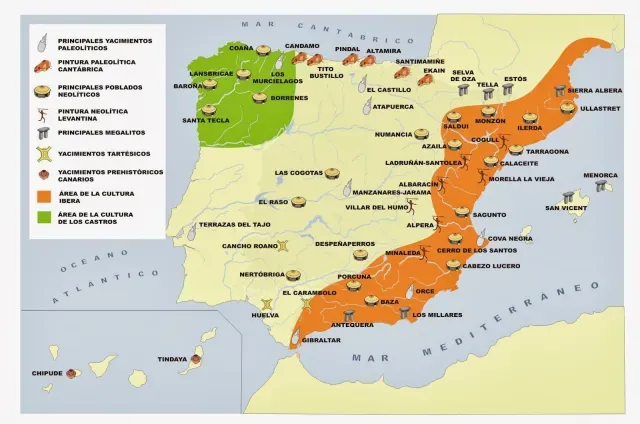 MAR CANTÁBRICO
PRINCIPALES YACIMIENTOS
PALEOLÍTICOS
PINTURA PALEOLÍTICA
CANTÁBRICA
PRINCIPALES POBLADOS
NEOLÍTICOS
PINTURA NEOLÍTICA
LEVANTINA
PRINCIPALES MEGALITOS
YACIMIENTOS TARTÉSICOS
YACIMIENTOS PREHISTÓRICOS
CANARIOS
ÁREA DE LA CULTURA
IBERA
ÁREA DE LA CULTURA
DE LOS CASTROS
COAÑA
CANDAMO
PINDAL
ALTAMIRA
LANSBRICAE
LOS
MURCIELAGOS
TITO
BUSTILLO
SANTIMAMIÑE
EKAIN
BAROÑA
BORRENES
EL CASTILLO
SELVA
DE OZA
TELLA
ESTÓS
SIERRA ALBERA
SANTA TECLA
ATAPUERCA
ULLASTRET
NUMANCIA
SALDUI
MONZÓN
ILERDA
AZAILA
COGULL
TARRAGONA
LADRUÑÁN-SANTOLEA
CALACEITE
LAS COGOTAS
ALBARACÍN
MORELLA LA VIEJA
MENORCA
MANZANARES-JARAMA
EL RASO
VILLAR DEL HUMO
SAN VICENT
SAGUNTO
TERRAZAS DEL TAJO
ALPERA
COVA NEGRA
CANCHO ROANO
DESPEÑAPERROS
MINALEDA
CERRO DE LOS SANTOS
NERTÓBRIGA
PORCUNA
CABEZO LUCERO
EL CARAMBOLO
ORCE
BAZA
HUELVA
ANTEQUERA
LOS MILLARES
GIBRALTAR
OCÉANO
ATLANTICO
MAR MEDITERRANEO
TINDAYA
CHIPUDE